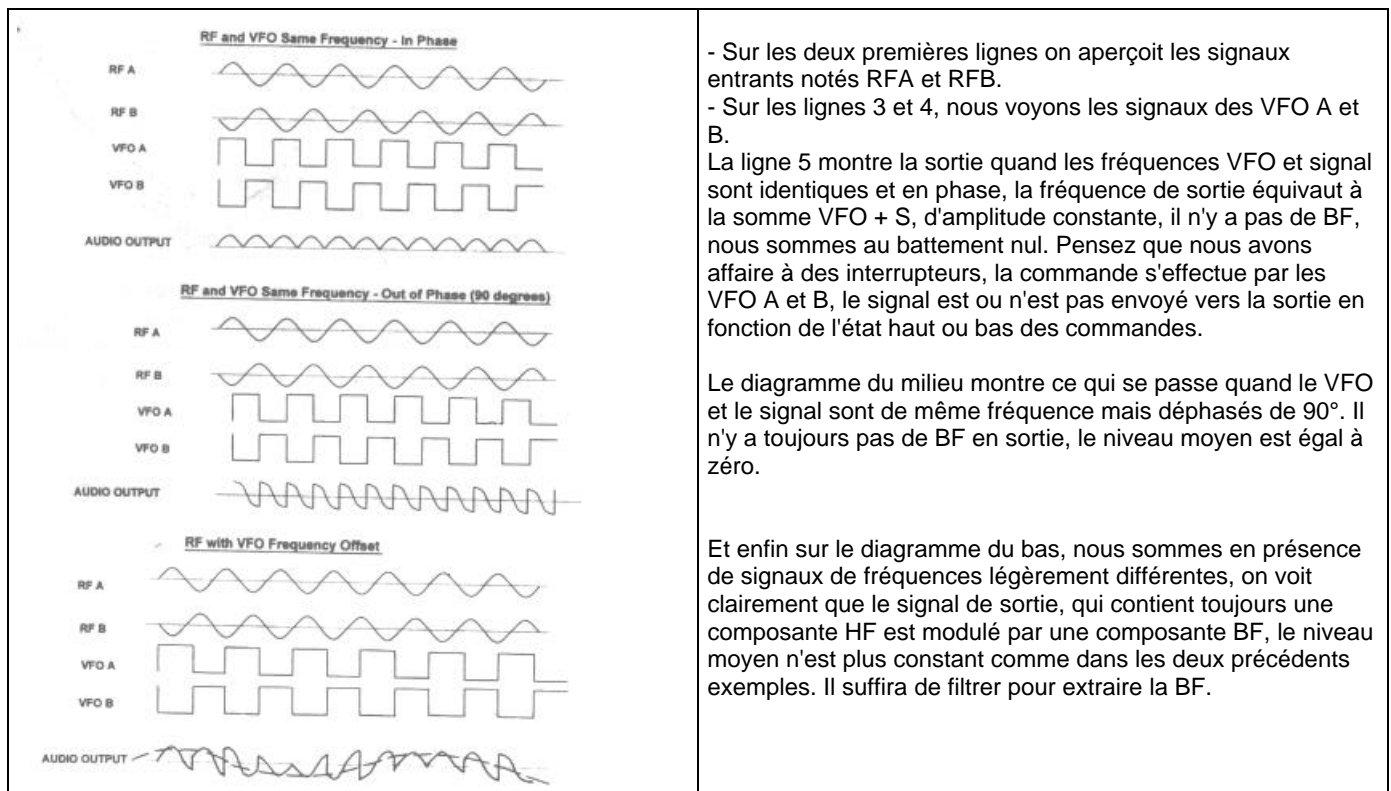 RF and VFO Same Frequency - In Phase
RF A
RF B
VFO A
VFO B
AUDIO OUTPUT
RF and VFO Same Frequency - Out of Phase (90 degrees)
RF A
RF B
VFO A
VFO B
AUDIO OUTPUT
RF with VFO Frequency Offset
RF A
RF B
VFO A
VFO B
AUDIO OUTPUT
- Sur les deux premières lignes on aperçoit les signaux
entrants notés RFA et RFB.
- Sur les lignes 3 et 4, nous voyons les signaux des VFO A et
B.
La ligne 5 montre la sortie quand les fréquences VFO et signal
sont identiques et en phase, la fréquence de sortie équivaut à
la somme VFO + S, d'amplitude constante, il n'y a pas de BF,
nous sommes au battement nul. Pensez que nous avons
affaire à des interrupteurs, la commande s'effectue par les
VFO A et B, le signal est ou n'est pas envoyé vers la sortie en
fonction de l'état haut ou bas des commandes.
Le diagramme du milieu montre ce qui se passe quand le VFO
et le signal sont de même fréquence mais déphasés de 90°. Il
n'y a toujours pas de BF en sortie, le niveau moyen est égal à
zéro.
Et enfin sur le diagramme du bas, nous sommes en présence
de signaux de fréquences légèrement différentes, on voit
clairement que le signal de sortie, qui contient toujours une
composante HF est modulé par une composante BF, le niveau
moyen n'est plus constant comme dans les deux précédents
exemples. Il suffira de filtrer pour extraire la BF.